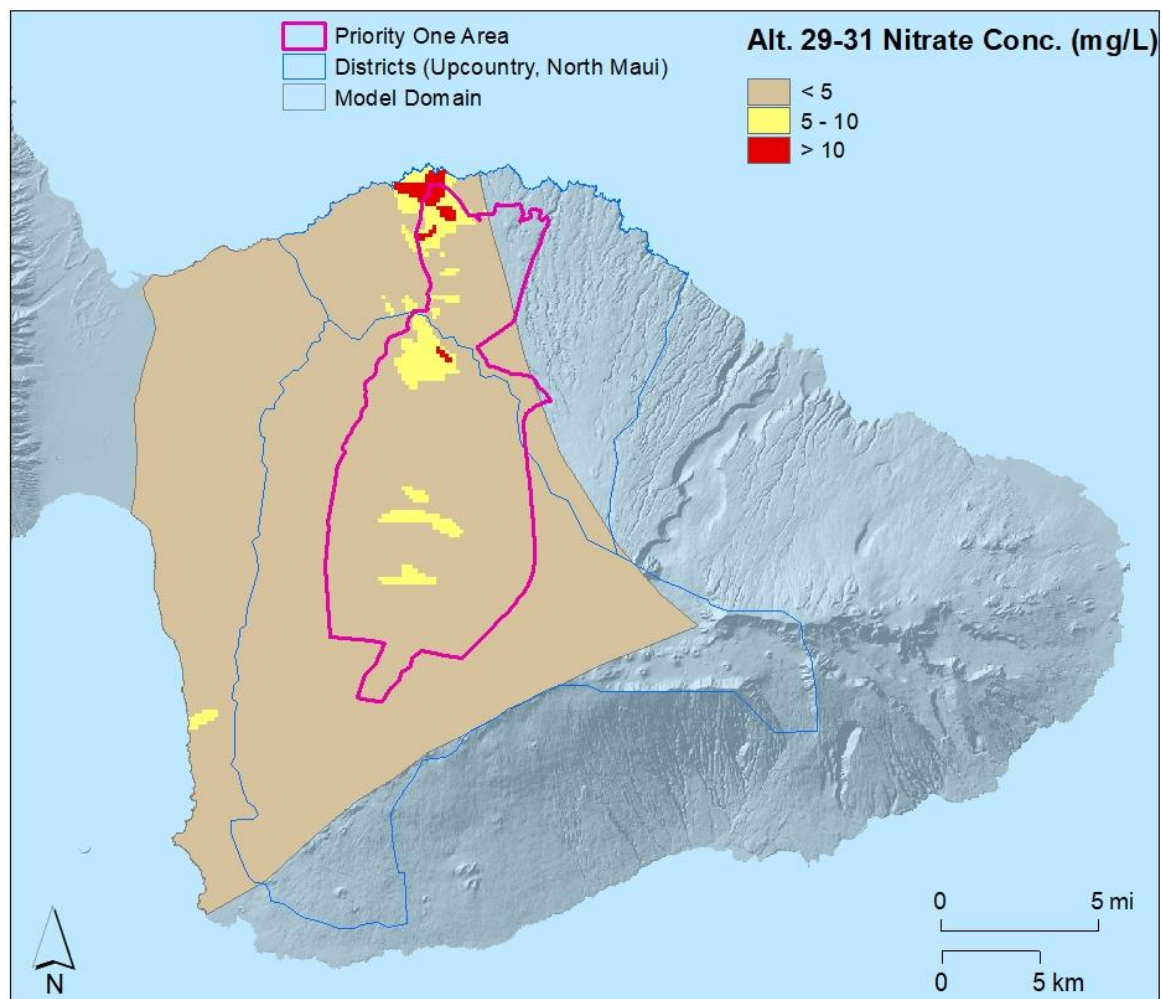 Priority One Area
Districts (Upcountry, North Maui)
Model Domain
Alt. 29-31 Nitrate Conc. (mg/L)
< 5
5 - 10
> 10
N
0 5 mi
0 5 km